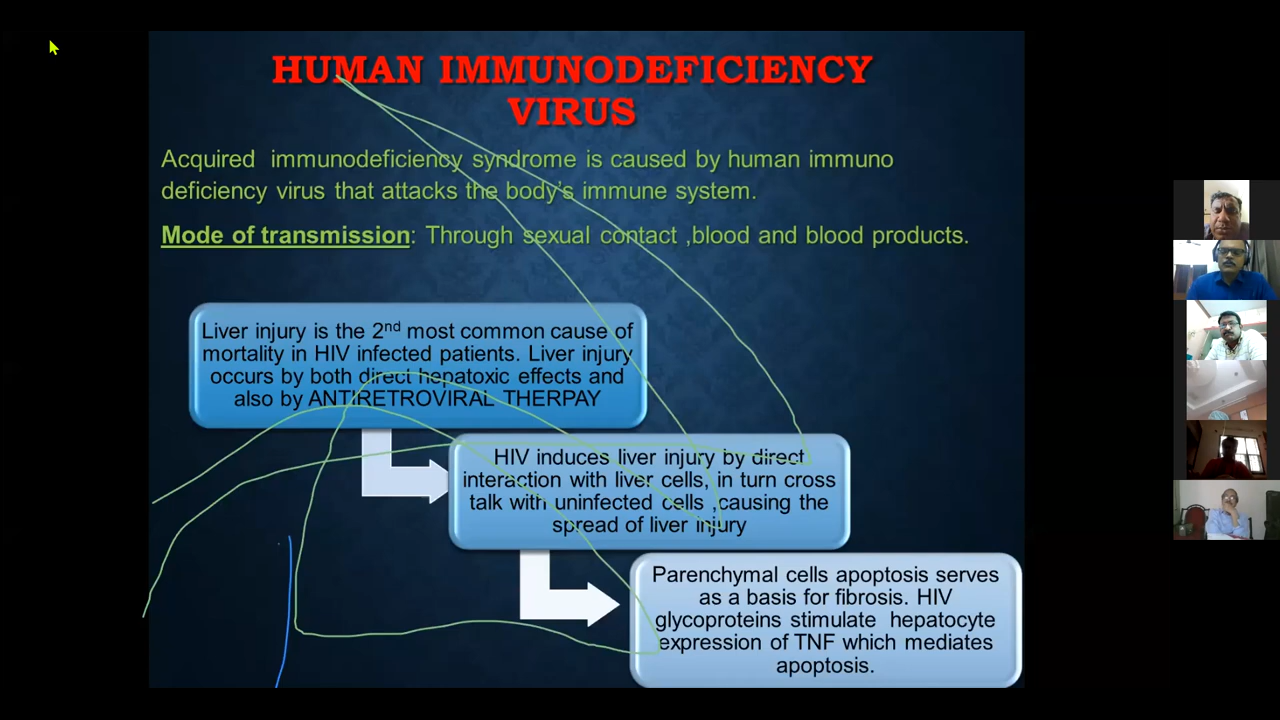 HUMAN IMMUNODEFICIENCY
VIRUS
Acquired immunodeficiency syndrome is caused by human immuno
deficiency virus that attacks the body's immune system.
Mode of transmission: Through sexual contact ,blood and blood products.
Liver injury is the 2nd most common cause of
mortality in HIV infected patients. Liver injury
occurs by both direct hepatoxic effects and
also by ANTIRETROVIRAL THERPAY
HIV induces liver injury by direct
interaction with liver cells, in turn cross
talk with uninfected cells ,causing the
spread of liver injury
Parenchymal cells apoptosis serves
as a basis for fibrosis. HIV
glycoproteins stimulate hepatocyte
expression of TNF which mediates
apoptosis.